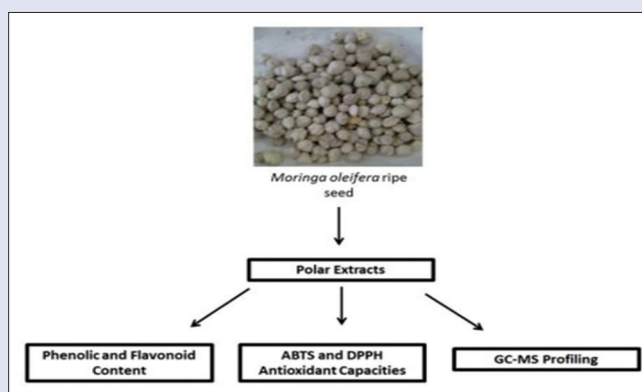 Moringa oleifera ripe
seed
Polar Extracts
Phenolic and Flavonoid
Content
ABTS and DPPH
Antioxidant Capacities
GC-MS Profiling